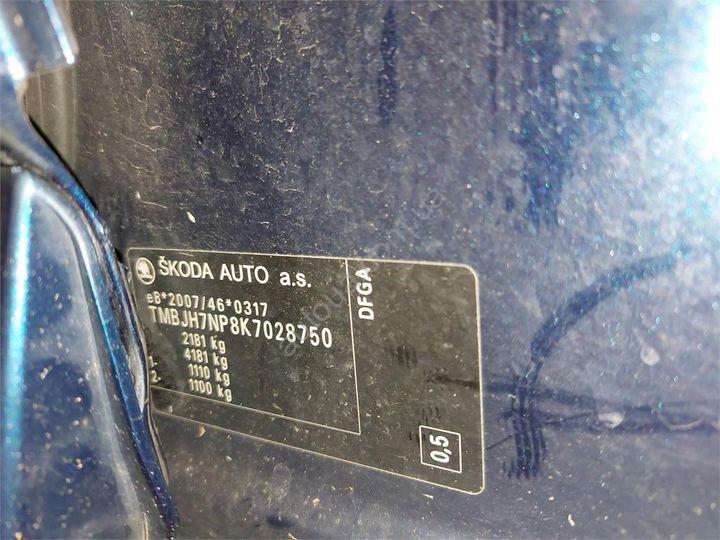 ŠKODA AUTO a.s.
e8*2007/46*0317
TMBJH7NP8K7028750
2181 kg
4181 kg
1- 1110 kg
2- 1100 kg
DFGA
0,5